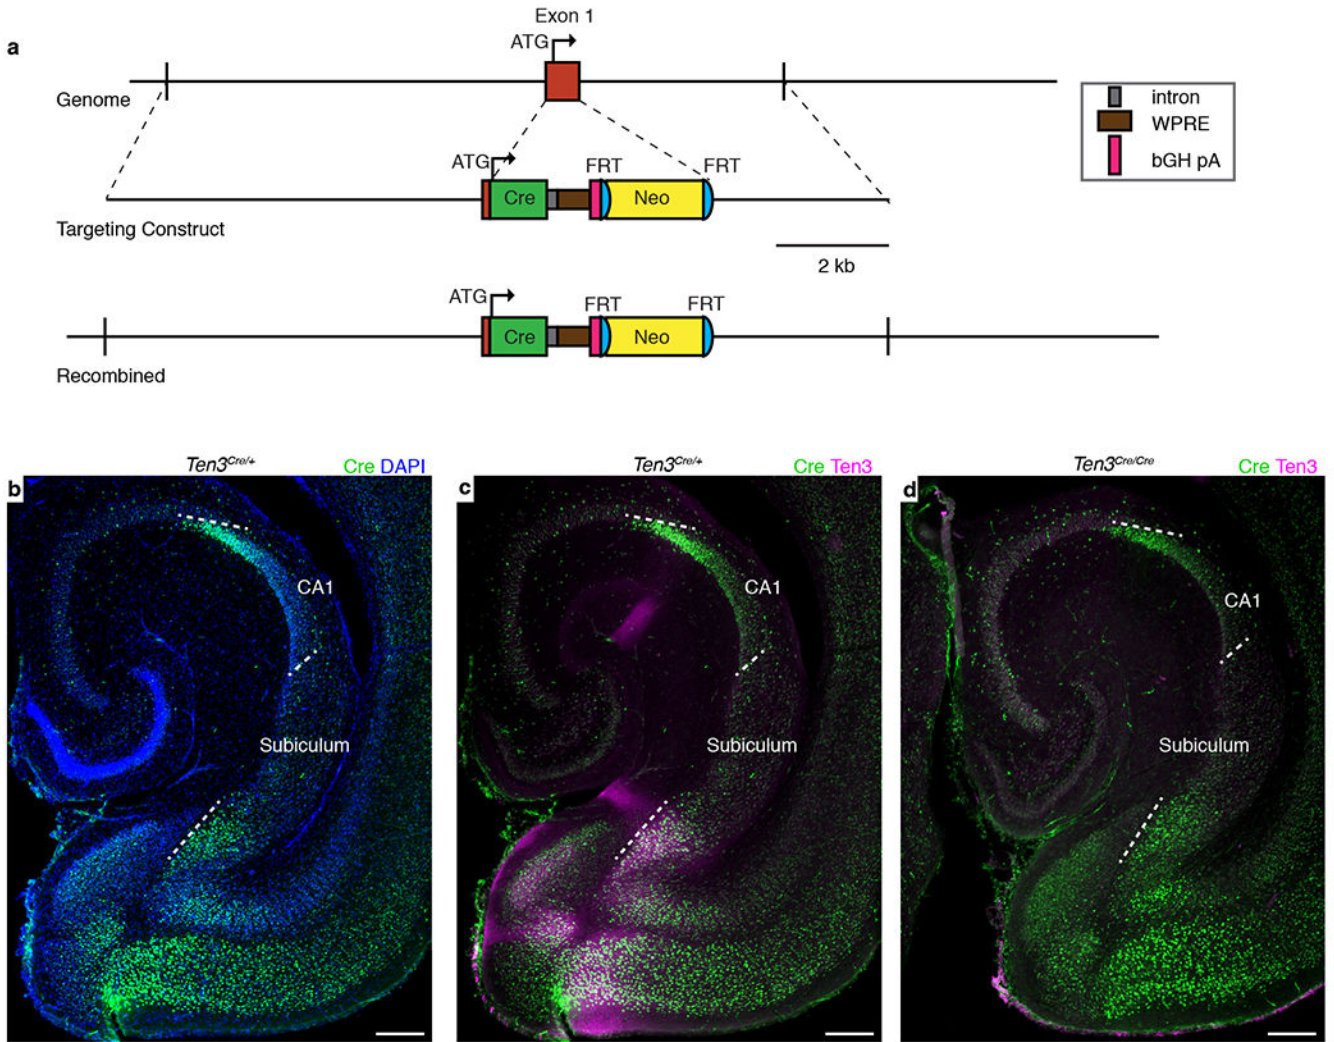 a
Exon 1
ATG
Genome
intron
WPRE
bGH pA
ATG
FRT
FRT
Cre
Neo
Targeting Construct
2 kb
ATG
FRT
FRT
Cre
Neo
Recombined
Ten3Cre/+
Cre DAPI
b
CA1
Subiculum
Ten3Cre/+
Cre Ten3
c
CA1
Subiculum
Ten3Cre/Cre
Cre Ten3
d
CA1
Subiculum